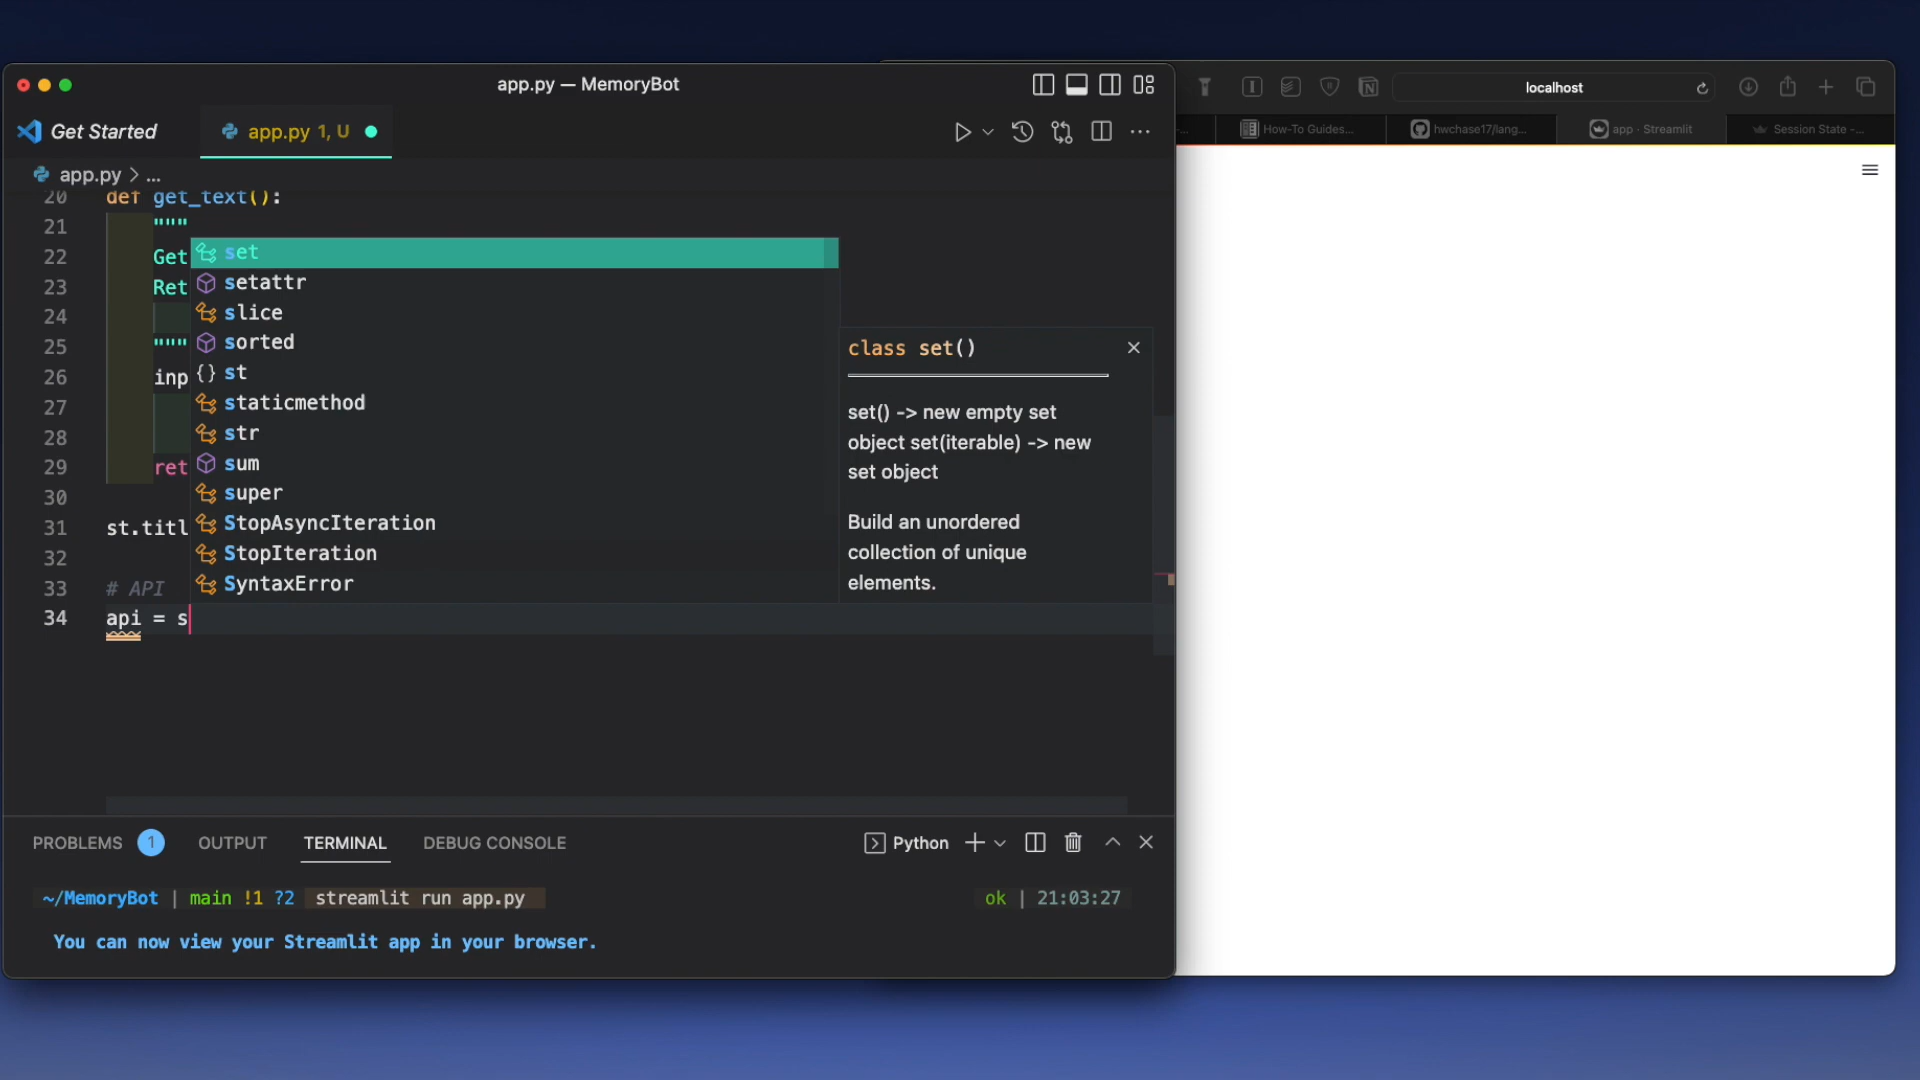 app.py — MemoryBot
localhost
Get Started
app.py 1, U
How-To Guides...
hwchase17/lang...
app · Streamlit
Session State -...
app.py > ...
20 def get_text():
21 """
22 Get
23 Ret
24
25 """
26 inp
27
28
29 ret
30
31 st.titl
32
33 # API
34 api = s
set
setattr
slice
sorted
{} st
staticmethod
str
sum
super
StopAsyncIteration
StopIteration
SyntaxError
class set()
set() -> new empty set
object set(iterable) -> new
set object
Build an unordered
collection of unique
elements.
PROBLEMS 1 OUTPUT TERMINAL DEBUG CONSOLE
Python
~/MemoryBot | main !1 ?2 streamlit run app.py
ok | 21:03:27
You can now view your Streamlit app in your browser.